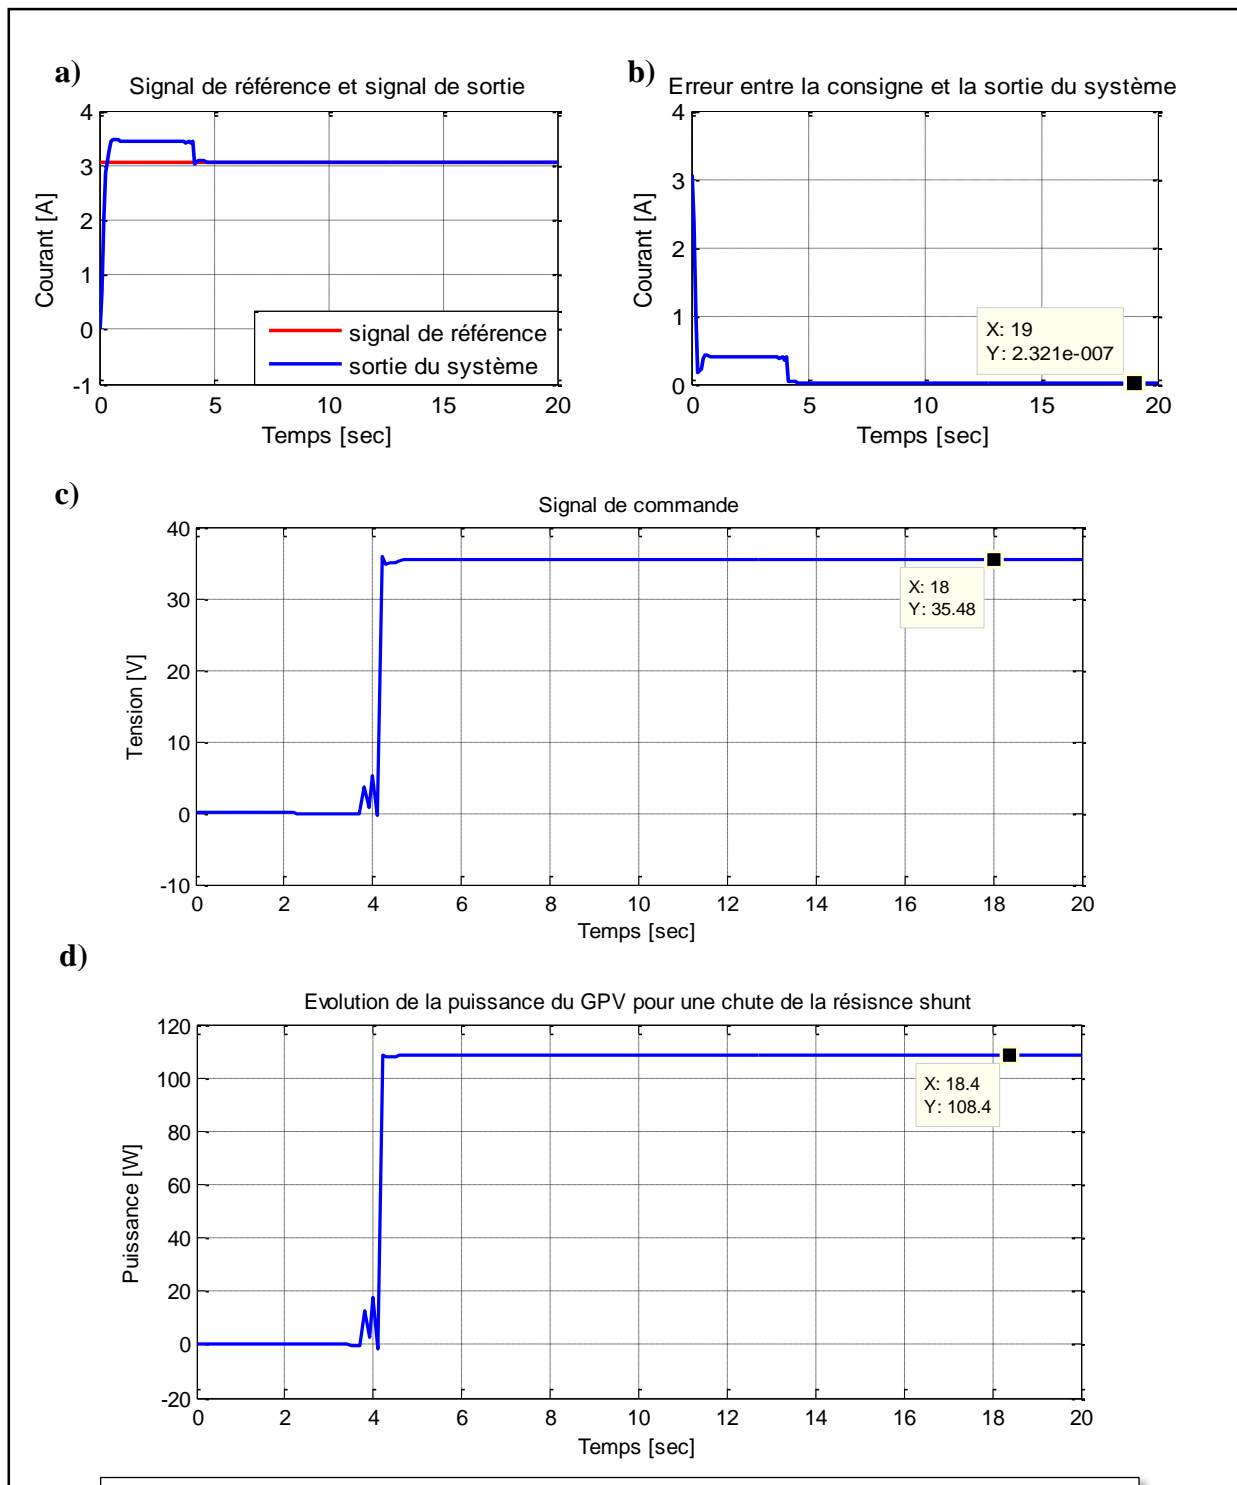 a)
Signal de référence et signal de sortie
4
3
2
1
0
-1
Courant [A]
signal de référence
sortie du système
0 5 10 15 20
Temps [sec]
b)
Erreur entre la consigne et la sortie du système
4
3
2
1
0
Courant [A]
X: 19
Y: 2.321e-007
0 5 10 15 20
Temps [sec]
c)
Signal de commande
40
30
20
10
0
-10
Tension [V]
X: 18
Y: 35.48
0 2 4 6 8 10 12 14 16 18 20
Temps [sec]
d)
Evolution de la puissance du GPV pour une chute de la résisnce shunt
120
100
80
60
40
20
0
-20
Puissance [W]
X: 18.4
Y: 108.4
0 2 4 6 8 10 12 14 16 18 20
Temps [sec]